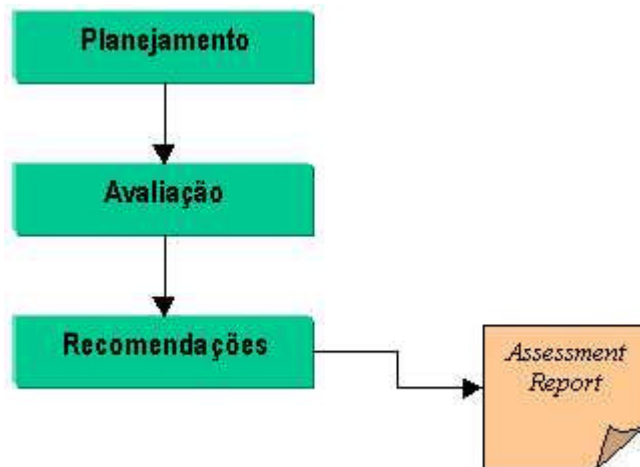 Planejamento
Avaliação
Recomendações
Assessment
Report